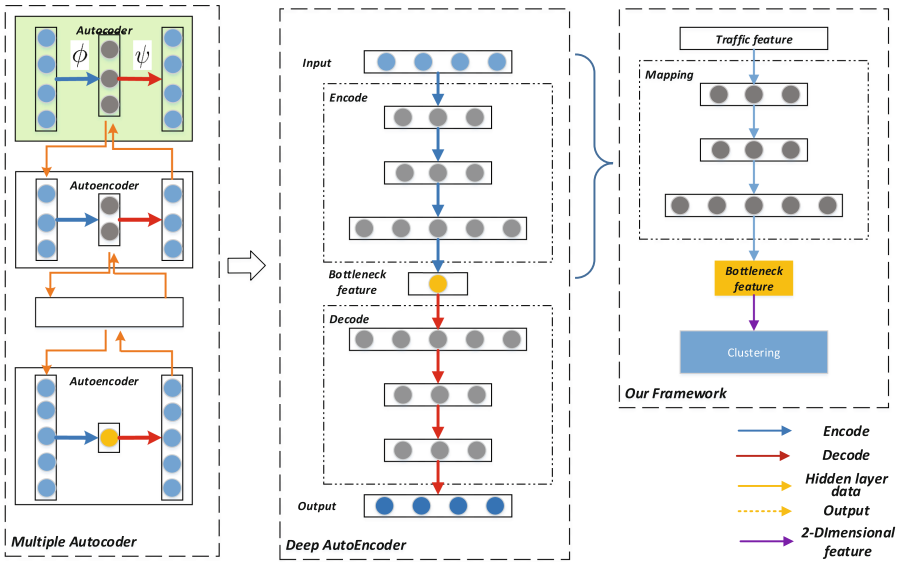 Autocoder
ϕ
ψ
Autoencoder
Autoencoder
Multiple Autocoder
Input
Encode
Bottleneck
feature
Decode
Output
Deep AutoEncoder
Traffic feature
Mapping
Bottleneck
feature
Clustering
Our Framework
Encode
Decode
Hidden layer
data
Output
2-DImensional
feature